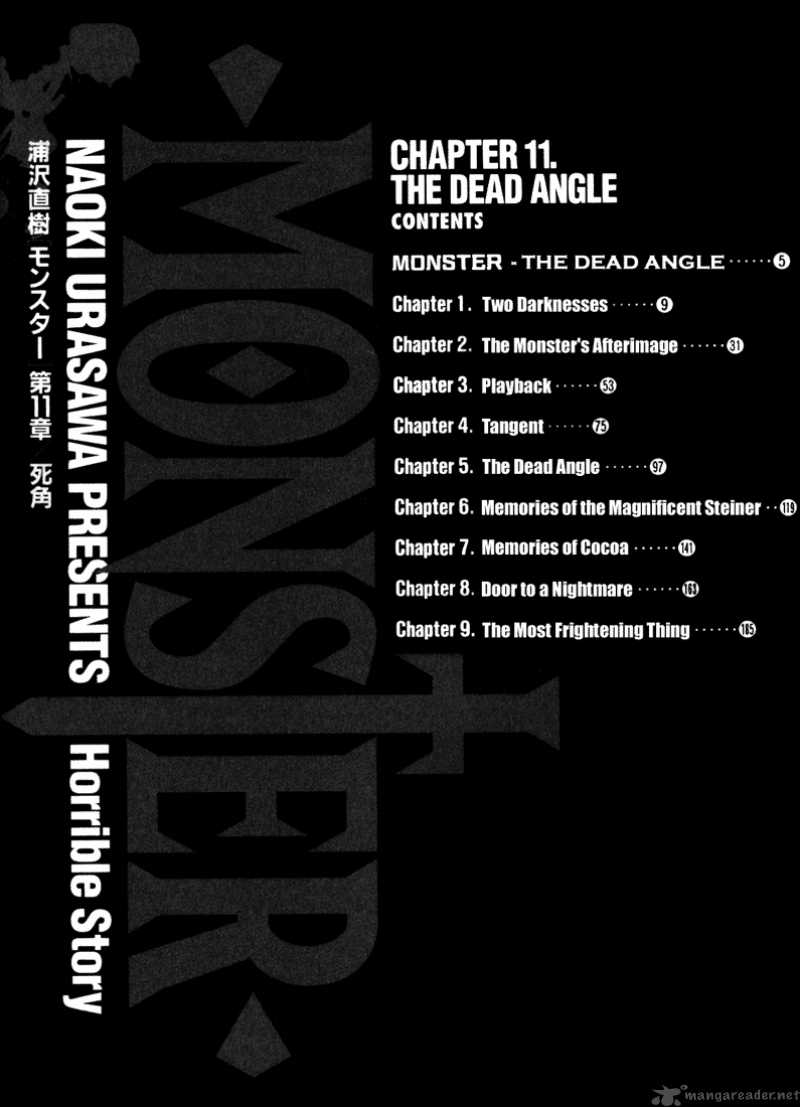 浦沢直樹 モンスター 第11章／死角
NAOKI URASAWA PRESENTS Horrible Story
MONSTER
CHAPTER 11.
THE DEAD ANGLE
CONTENTS
MONSTER - THE DEAD ANGLE ······ 5
Chapter 1. Two Darknesses ······ 9
Chapter 2. The Monster's Afterimage ······ 31
Chapter 3. Playback ······ 53
Chapter 4. Tangent ······ 75
Chapter 5. The Dead Angle ······ 97
Chapter 6. Memories of the Magnificent Steiner ·· 119
Chapter 7. Memories of Cocoa ······ 141
Chapter 8. Door to a Nightmare ······ 163
Chapter 9. The Most Frightening Thing ······ 185
mangareader.net